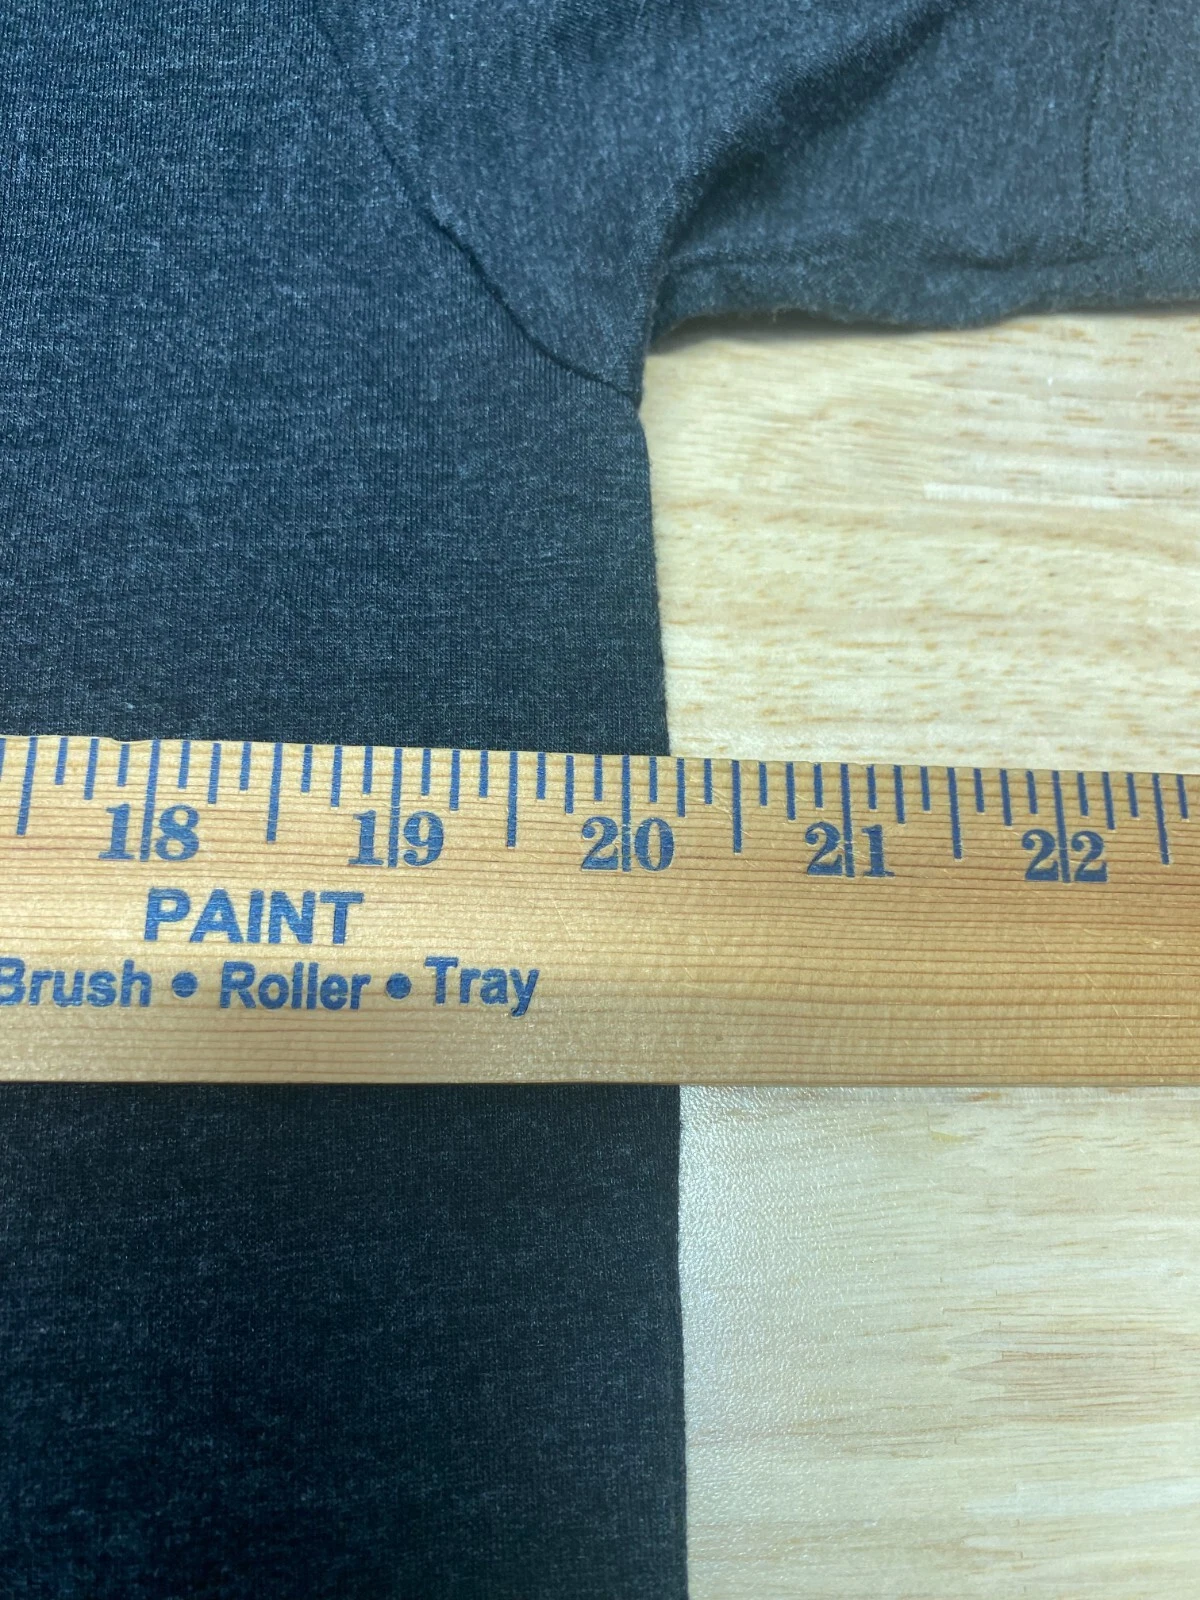 18 19 20 21 22
PAINT
Brush • Roller • Tray